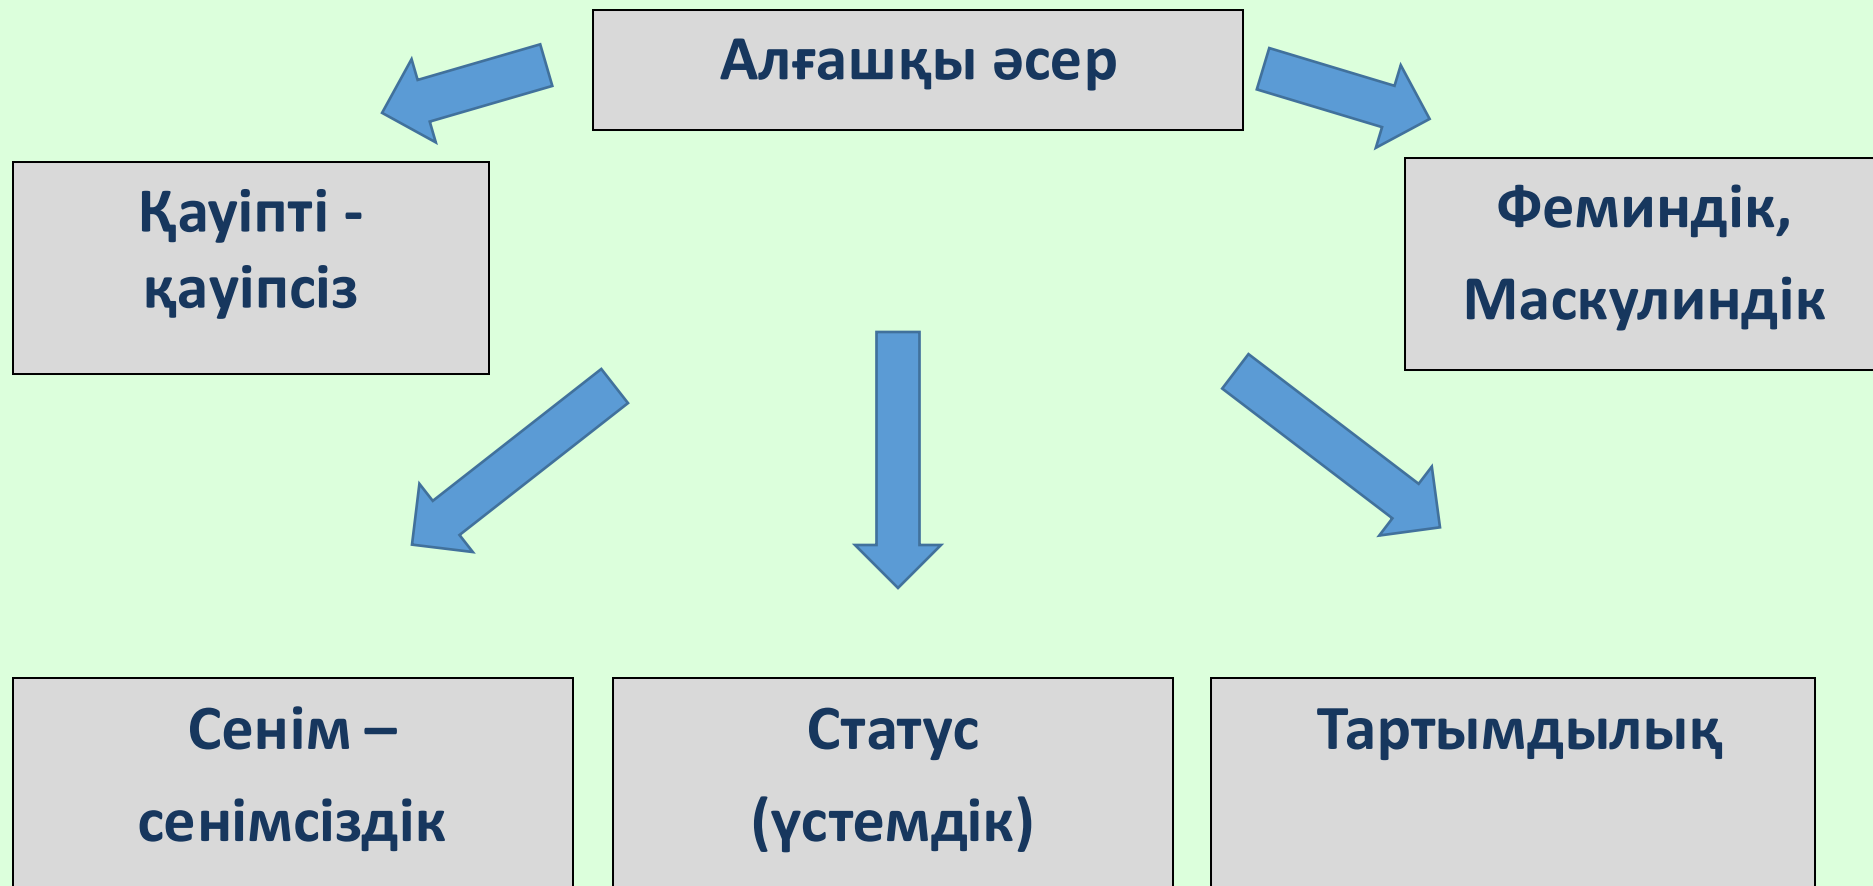 Алғашқы әсер
Қауіпті -
қауіпсіз
Феминдік,
Маскулиндік
Сенім –
сенімсіздік
Статус
(үстемдік)
Тартымдылық